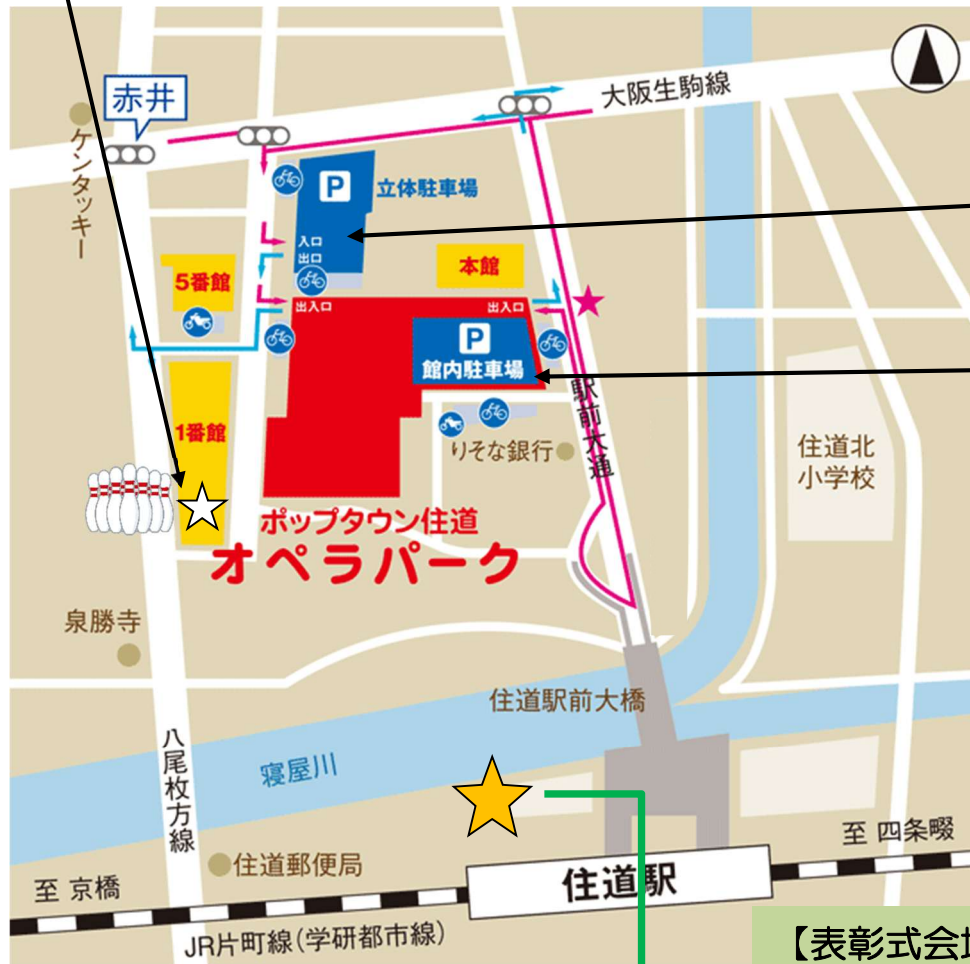 大阪生駒線
赤井
ケンタッキー
P
立体駐車場
入口
出口
本館
5番館
出入口
出入口
P
館内駐車場
駅前大通
1番館
りそな銀行
住道北
小学校
ポップタウン住道
オペラパーク
泉勝寺
住道駅前大橋
八尾枚方線
寝屋川
至 四条畷
住道郵便局
住道駅
至 京橋
JR片町線(学研都市線)
【表彰式会